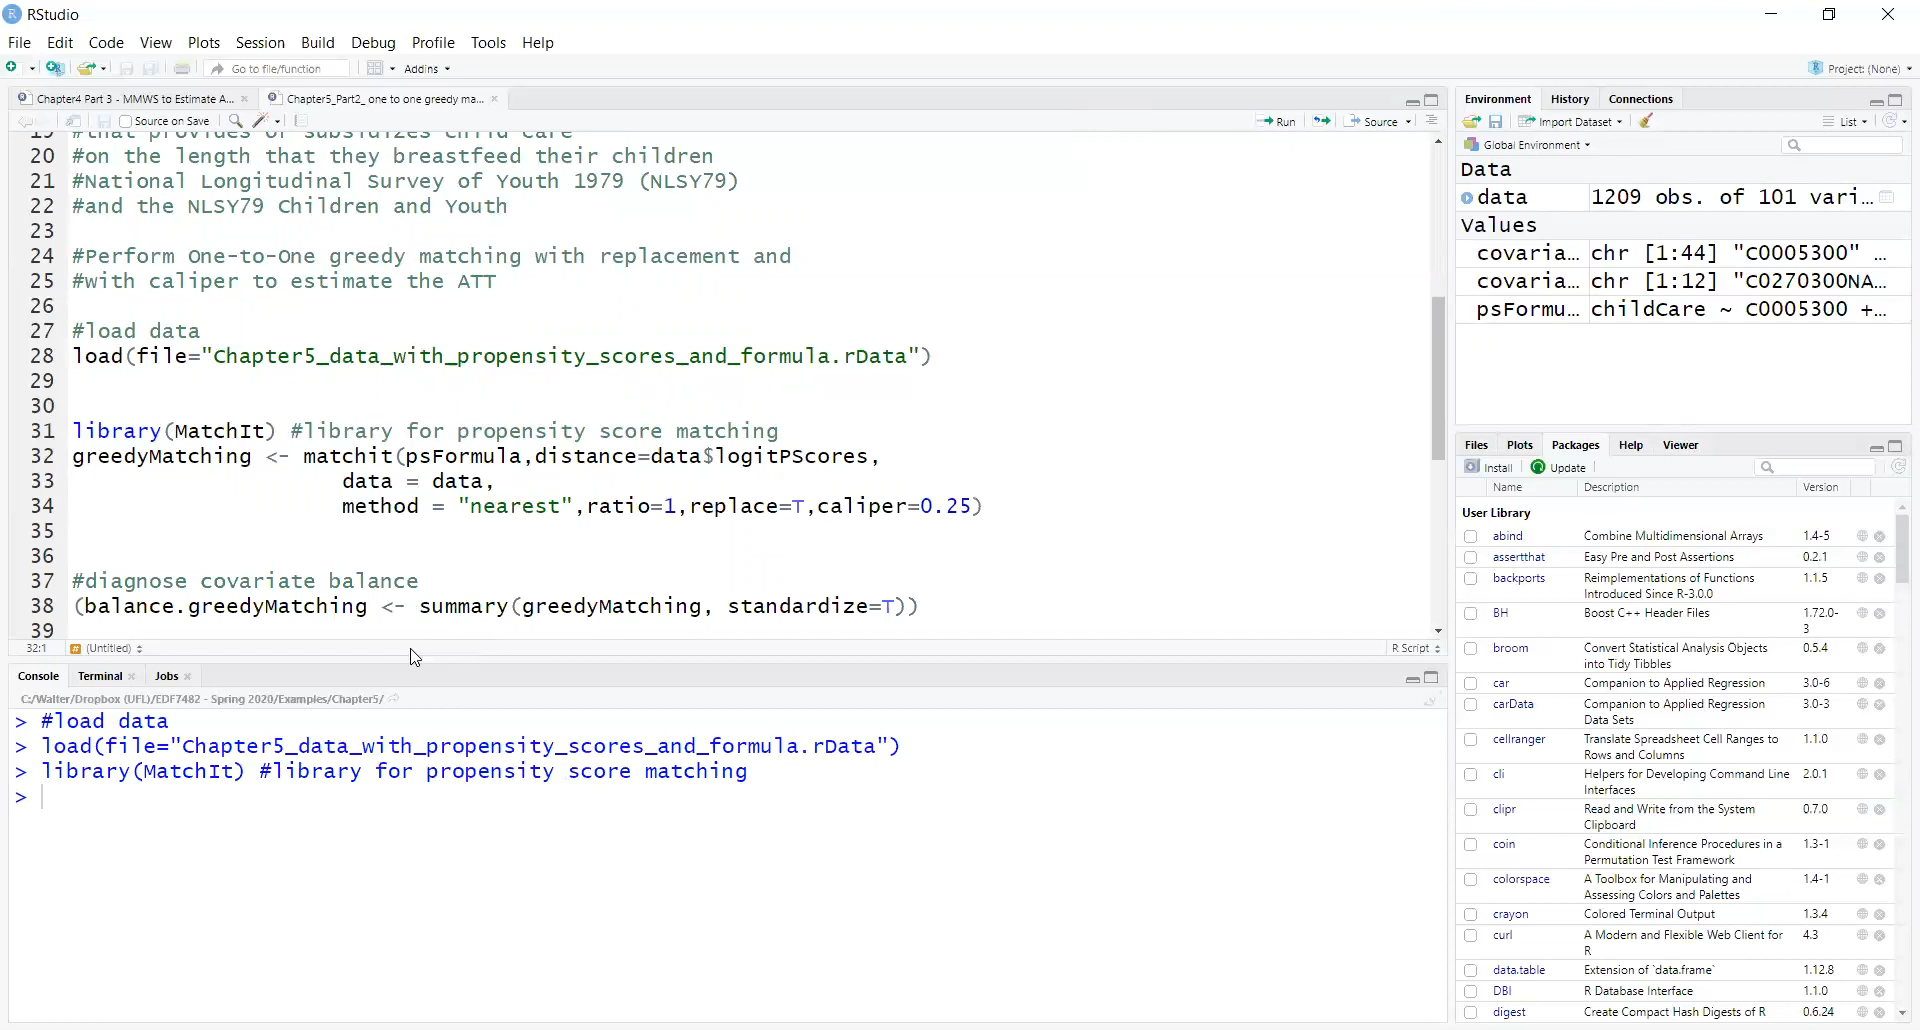 RStudio
File Edit Code View Plots Session Build Debug Profile Tools Help
Go to file/function Addins
Project: (None)
Chapter4 Part 3 - MMWS to Estimate A... Chapter5_Part2_ one to one greedy ma...
Source on Save Run Source
#that provides or subsidizes child care
20 #on the length that they breastfeed their children
21 #National Longitudinal Survey of Youth 1979 (NLSY79)
22 #and the NLSY79 Children and Youth
23
24 #Perform One-to-One greedy matching with replacement and
25 #with caliper to estimate the ATT
26
27 #load data
28 load(file="Chapter5_data_with_propensity_scores_and_formula.rData")
29
30
31 library(MatchIt) #library for propensity score matching
32 greedyMatching <- matchit(psFormula,distance=data$logitPScores,
33 data = data,
34 method = "nearest",ratio=1,replace=T,caliper=0.25)
35
36
37 #diagnose covariate balance
38 (balance.greedyMatching <- summary(greedyMatching, standardize=T))
39
32:1 (Untitled) R Script
Console Terminal Jobs
C:/Walter/Dropbox (UFL)/EDF7482 - Spring 2020/Examples/Chapter5/
> #load data
> load(file="Chapter5_data_with_propensity_scores_and_formula.rData")
> library(MatchIt) #library for propensity score matching
>
Environment History Connections
Import Dataset List
Global Environment
Data
data 1209 obs. of 101 vari...
Values
covaria... chr [1:44] "C0005300" ...
covaria... chr [1:12] "C0270300NA...
psFormu... childCare ~ C0005300 +...
Files Plots Packages Help Viewer
Install Update
Name Description Version
User Library
abind Combine Multidimensional Arrays 1.4-5
assertthat Easy Pre and Post Assertions 0.2.1
backports Reimplementations of Functions 1.1.5
Introduced Since R-3.0.0
BH Boost C++ Header Files 1.72.0-
3
broom Convert Statistical Analysis Objects 0.5.4
into Tidy Tibbles
car Companion to Applied Regression 3.0-6
carData Companion to Applied Regression 3.0-3
Data Sets
cellranger Translate Spreadsheet Cell Ranges to 1.1.0
Rows and Columns
cli Helpers for Developing Command Line 2.0.1
Interfaces
clipr Read and Write from the System 0.7.0
Clipboard
coin Conditional Inference Procedures in a 1.3-1
Permutation Test Framework
colorspace A Toolbox for Manipulating and 1.4-1
Assessing Colors and Palettes
crayon Colored Terminal Output 1.3.4
curl A Modern and Flexible Web Client for 4.3
R
data.table Extension of `data.frame` 1.12.8
DBI R Database Interface 1.1.0
digest Create Compact Hash Digests of R 0.6.24